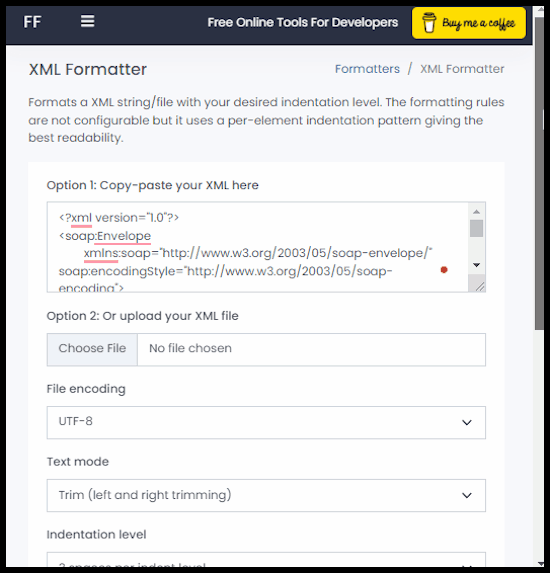 FF
Free Online Tools For Developers
Buy me a coffee
XML Formatter
Formatters / XML Formatter
Formats a XML string/file with your desired indentation level. The formatting rules
are not configurable but it uses a per-element indentation pattern giving the
best readability.
Option 1: Copy-paste your XML here
<?xml version="1.0"?>
<soap:Envelope
xmlns:soap="http://www.w3.org/2003/05/soap-envelope/"
soap:encodingStyle="http://www.w3.org/2003/05/soap-
encoding">
Option 2: Or upload your XML file
Choose File No file chosen
File encoding
UTF-8
Text mode
Trim (left and right trimming)
Indentation level
spaces per indent level